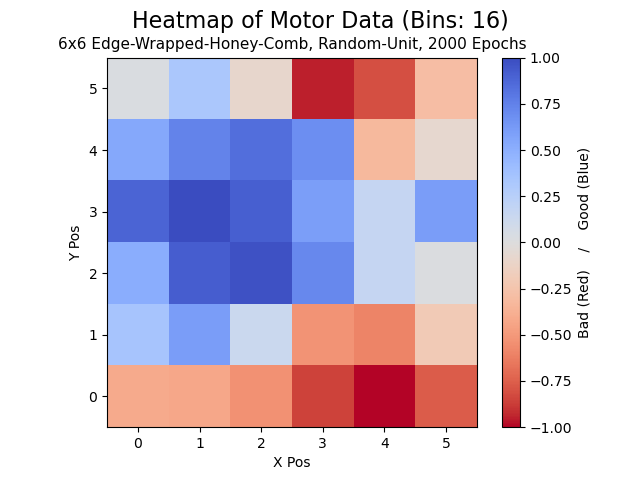 Heatmap of Motor Data (Bins: 16)
6x6 Edge-Wrapped-Honey-Comb, Random-Unit, 2000 Epochs
5
4
3
2
1
0
Y Pos
0 1 2 3 4 5
X Pos
1.00
0.75
0.50
0.25
0.00
−0.25
−0.50
−0.75
−1.00
Bad (Red) / Good (Blue)